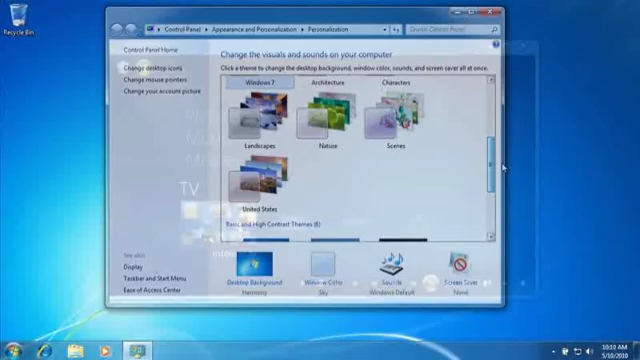 Recycle Bin
Control Panel Appearance and Personalization Personalization
Search Control Panel
Control Panel Home
Change the visuals and sounds on your computer
Click a theme to change the desktop background, window color, sounds, and screen saver all at once.
Change desktop icons
Change mouse pointers
Change your account picture
Windows 7 Architecture Characters
Landscapes Nature Scenes
TV
United States
Basic and High Contrast Themes (6)
See also
Display
Taskbar and Start Menu
Ease of Access Center
Desktop Background Window Color Sounds Screen Saver
Harmony Sky Windows Default None
10:10 AM
5/10/2010